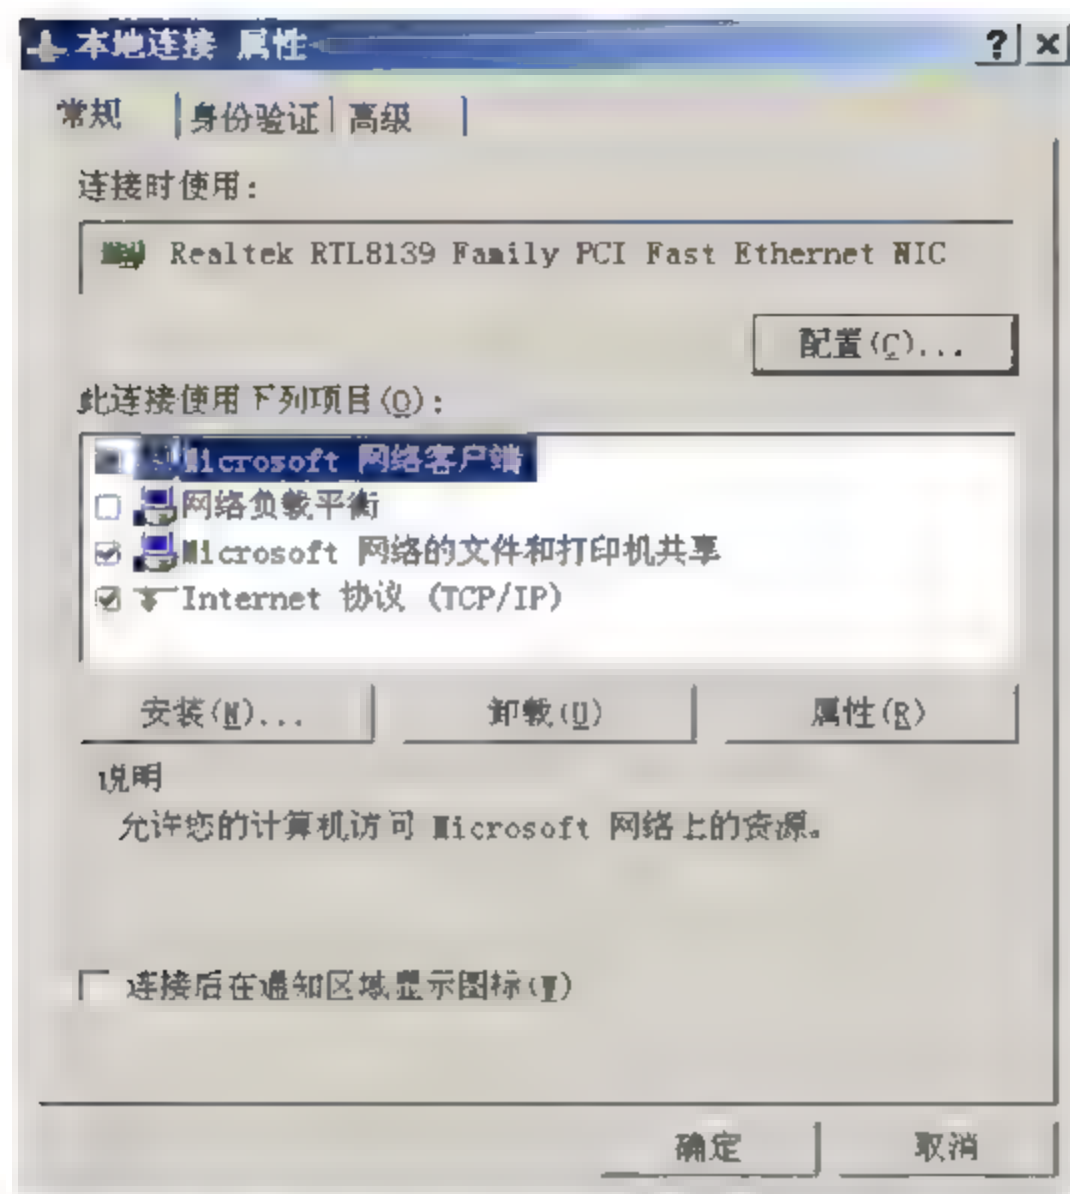 本地连接 属性
?
×
常规 身份验证 高级
连接时使用:
Realtek RTL8139 Family PCI Fast Ethernet NIC
配置(C)...
此连接使用下列项目(O):
Microsoft 网络客户端
网络负载平衡
Microsoft 网络的文件和打印机共享
Internet 协议 (TCP/IP)
安装(N)... 卸载(U) 属性(R)
说明
允许您的计算机访问 Microsoft 网络上的资源。
连接后在通知区域显示图标(W)
确定 取消